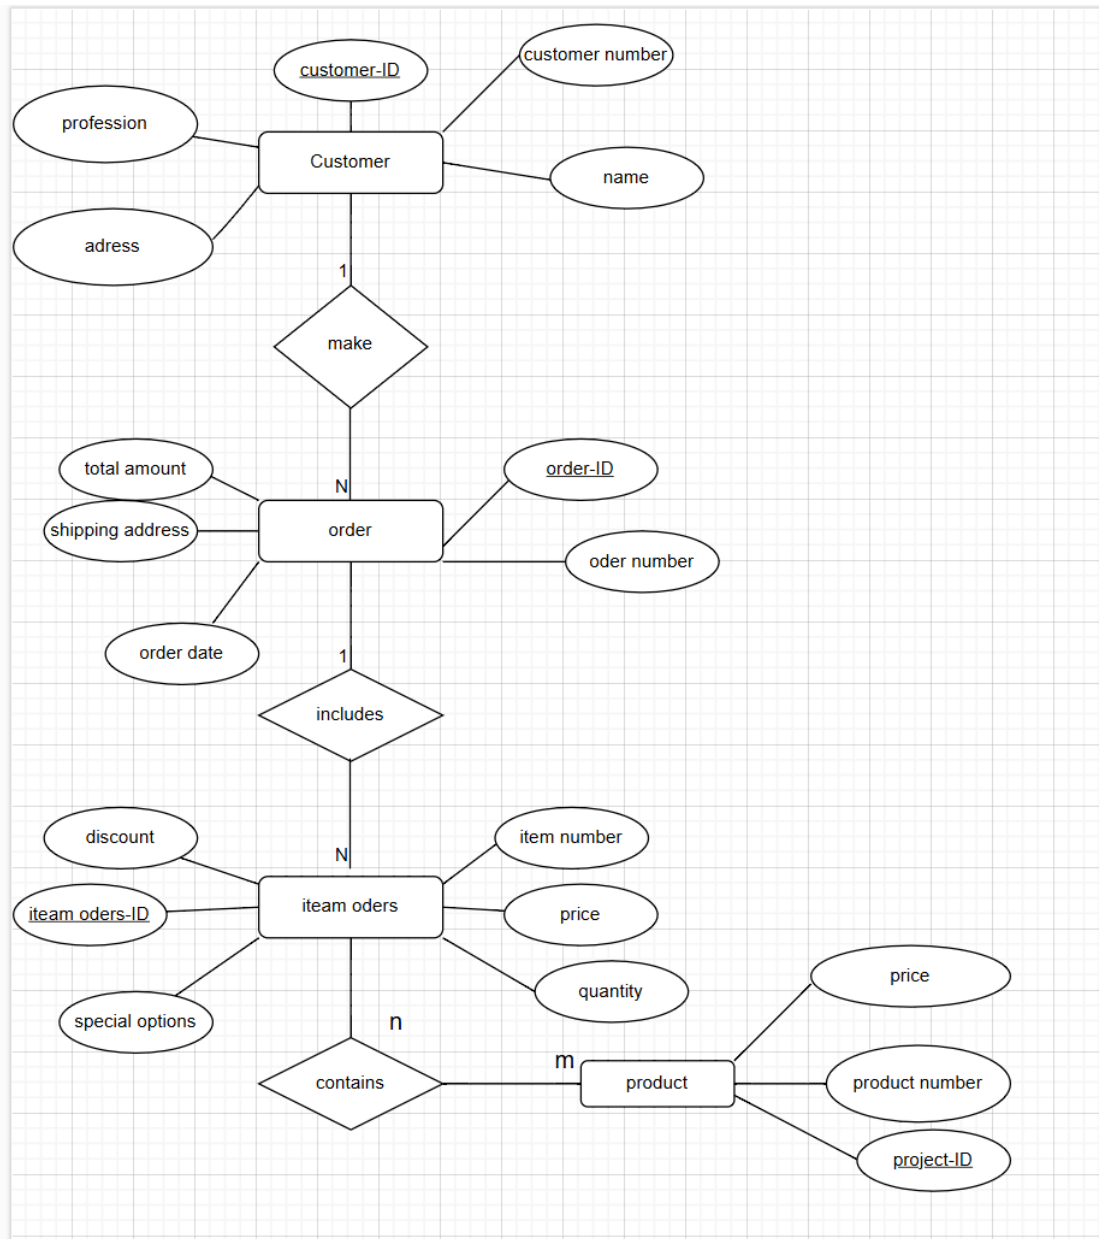 customer number
customer-ID
profession
Customer
name
adress
1
make
total amount
order-ID
N
shipping address
order
oder number
order date
1
includes
discount
item number
N
iteam oders-ID
iteam oders
price
quantity
special options
n
price
m
contains
product
product number
project-ID